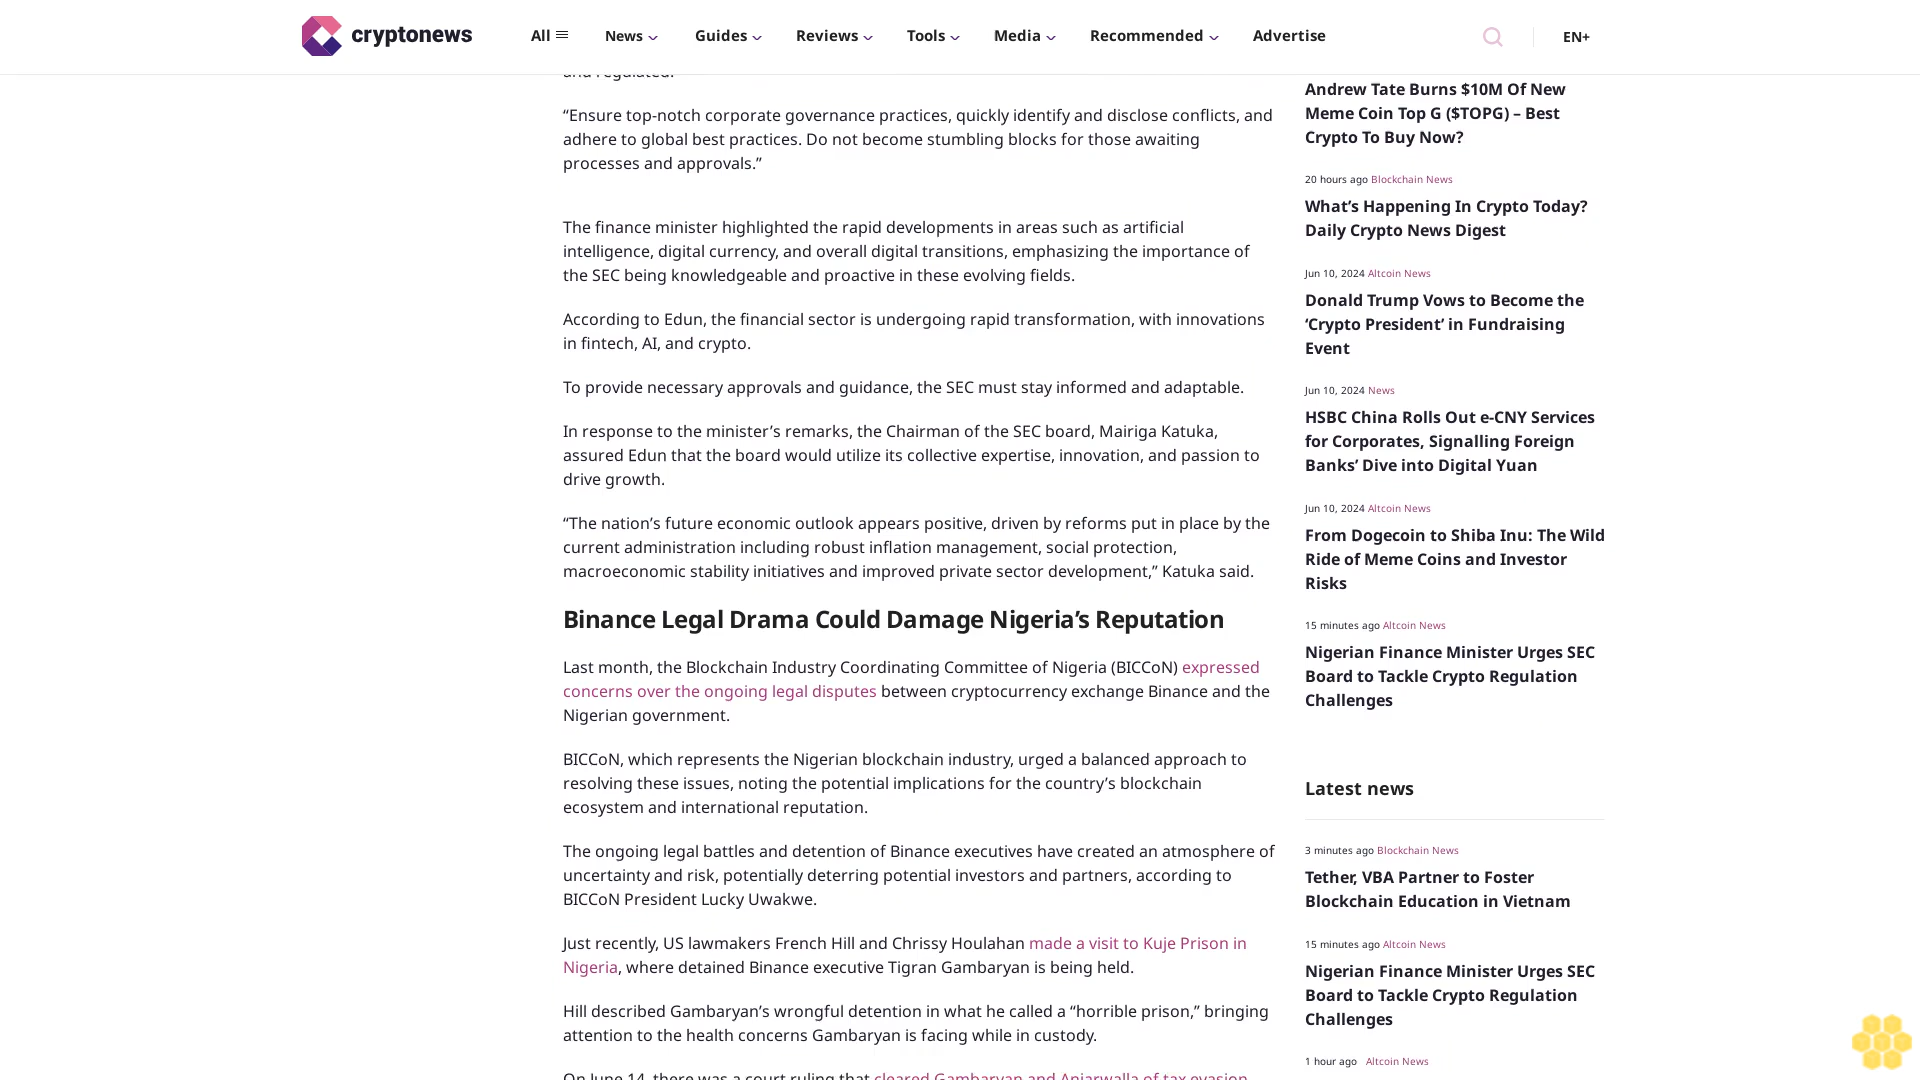 cryptonews
All
News
Guides
Reviews
Tools
Media
Recommended
Advertise
EN+
and regulated.
“Ensure top-notch corporate governance practices, quickly identify and disclose conflicts, and
adhere to global best practices. Do not become stumbling blocks for those awaiting
processes and approvals.”
The finance minister highlighted the rapid developments in areas such as artificial
intelligence, digital currency, and overall digital transitions, emphasizing the importance of
the SEC being knowledgeable and proactive in these evolving fields.
According to Edun, the financial sector is undergoing rapid transformation, with innovations
in fintech, AI, and crypto.
To provide necessary approvals and guidance, the SEC must stay informed and adaptable.
In response to the minister’s remarks, the Chairman of the SEC board, Mairiga Katuka,
assured Edun that the board would utilize its collective expertise, innovation, and passion to
drive growth.
“The nation’s future economic outlook appears positive, driven by reforms put in place by the
current administration including robust inflation management, social protection,
macroeconomic stability initiatives and improved private sector development,” Katuka said.
Binance Legal Drama Could Damage Nigeria’s Reputation
Last month, the Blockchain Industry Coordinating Committee of Nigeria (BICCoN) expressed
concerns over the ongoing legal disputes between cryptocurrency exchange Binance and the
Nigerian government.
BICCoN, which represents the Nigerian blockchain industry, urged a balanced approach to
resolving these issues, noting the potential implications for the country’s blockchain
ecosystem and international reputation.
The ongoing legal battles and detention of Binance executives have created an atmosphere of
uncertainty and risk, potentially deterring potential investors and partners, according to
BICCoN President Lucky Uwakwe.
Just recently, US lawmakers French Hill and Chrissy Houlahan made a visit to Kuje Prison in
Nigeria, where detained Binance executive Tigran Gambaryan is being held.
Hill described Gambaryan’s wrongful detention in what he called a “horrible prison,” bringing
attention to the health concerns Gambaryan is facing while in custody.
On June 14, there was a court ruling that cleared Gambaryan and Anjarwalla of tax evasion
Andrew Tate Burns $10M Of New
Meme Coin Top G ($TOPG) – Best
Crypto To Buy Now?
20 hours ago Blockchain News
What’s Happening In Crypto Today?
Daily Crypto News Digest
Jun 10, 2024 Altcoin News
Donald Trump Vows to Become the
‘Crypto President’ in Fundraising
Event
Jun 10, 2024 News
HSBC China Rolls Out e-CNY Services
for Corporates, Signalling Foreign
Banks’ Dive into Digital Yuan
Jun 10, 2024 Altcoin News
From Dogecoin to Shiba Inu: The Wild
Ride of Meme Coins and Investor
Risks
15 minutes ago Altcoin News
Nigerian Finance Minister Urges SEC
Board to Tackle Crypto Regulation
Challenges
Latest news
3 minutes ago Blockchain News
Tether, VBA Partner to Foster
Blockchain Education in Vietnam
15 minutes ago Altcoin News
Nigerian Finance Minister Urges SEC
Board to Tackle Crypto Regulation
Challenges
1 hour ago Altcoin News